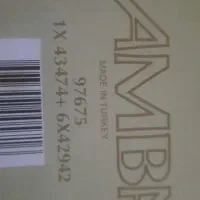 AMB
MADE IN TURKEY
97675
1X 43474+ 6X42942